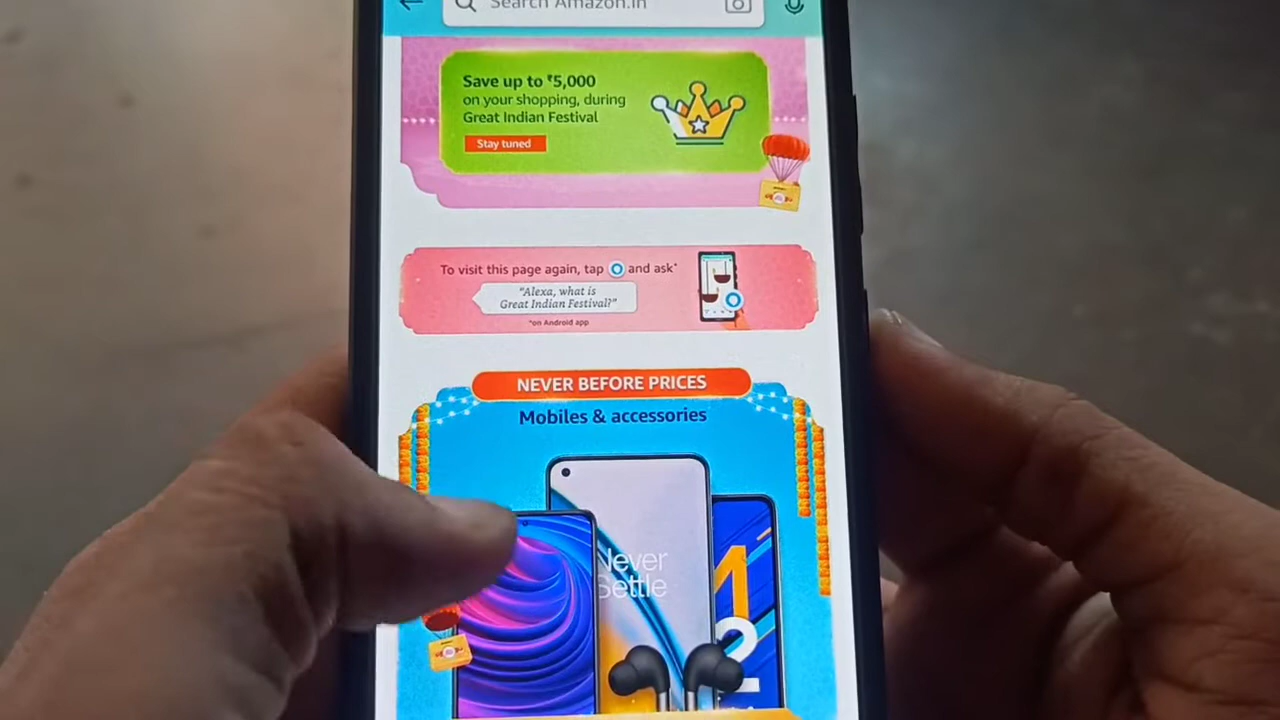 Search Amazon.in
Save up to ₹5,000
on your shopping, during
Great Indian Festival
Stay tuned
To visit this page again, tap and ask*
"Alexa, what is
Great Indian Festival?"
*on Android app
NEVER BEFORE PRICES
Mobiles & accessories
Never
Settle
12